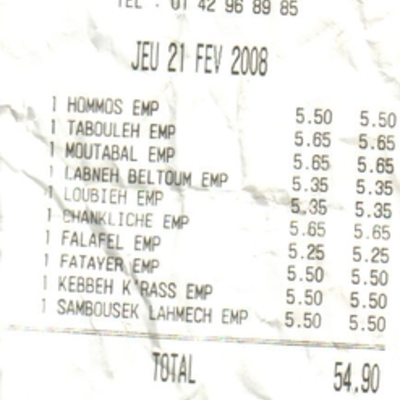 TEL : 01 42 96 89 85
JEU 21 FEV 2008
1 HOMMOS EMP 5.50 5.50
1 TABOULEH EMP 5.65 5.65
1 MOUTABAL EMP 5.65 5.65
1 LABNEH BELTOUM EMP 5.35 5.35
1 LOUBIEH EMP 5.35 5.35
1 CHANKLICHE EMP 5.65 5.65
1 FALAFEL EMP 5.25 5.25
1 FATAYER EMP 5.50 5.50
1 KEBBEH K'RASS EMP 5.50 5.50
1 SAMBOUSEK LAHMECH EMP 5.50 5.50
TOTAL 54.90